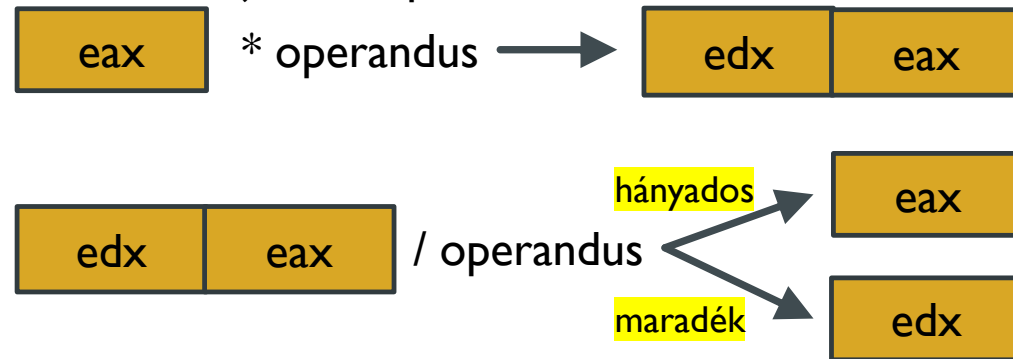 eax * operandus edx eax
hányados eax
edx eax / operandus
maradék edx